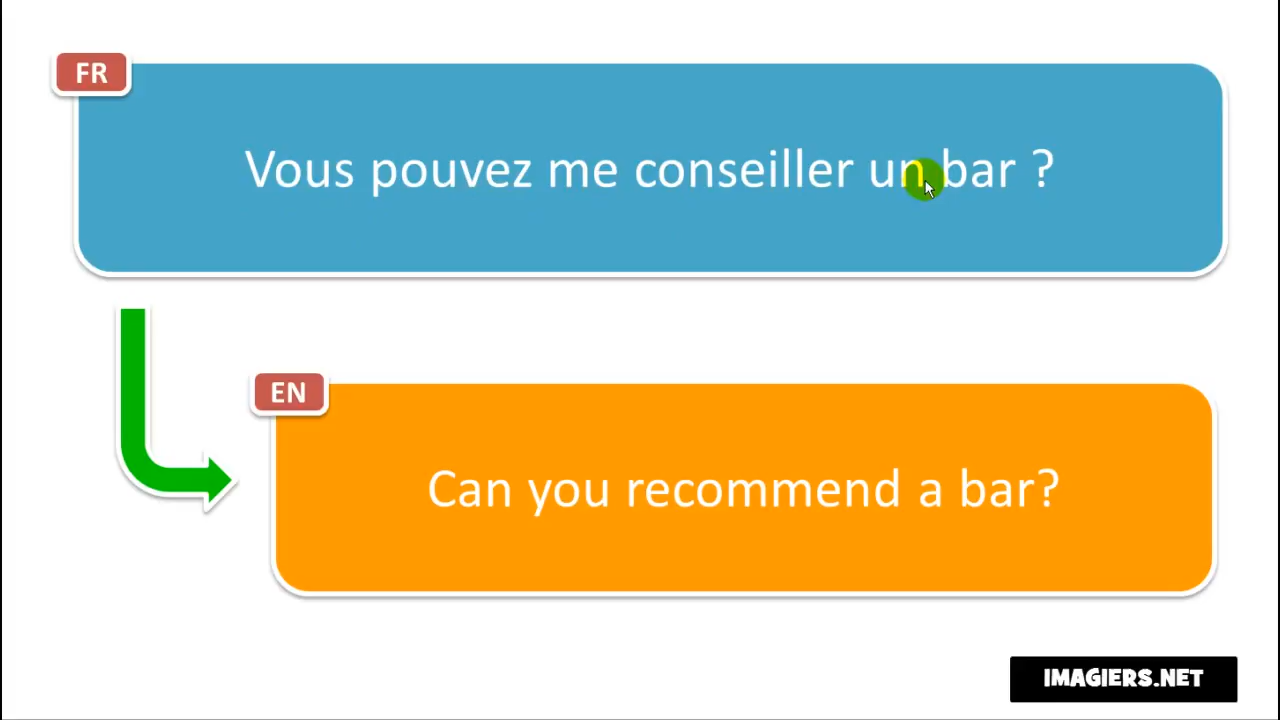 FR
Vous pouvez me conseiller un bar ?
EN
Can you recommend a bar?
IMAGIERS.NET